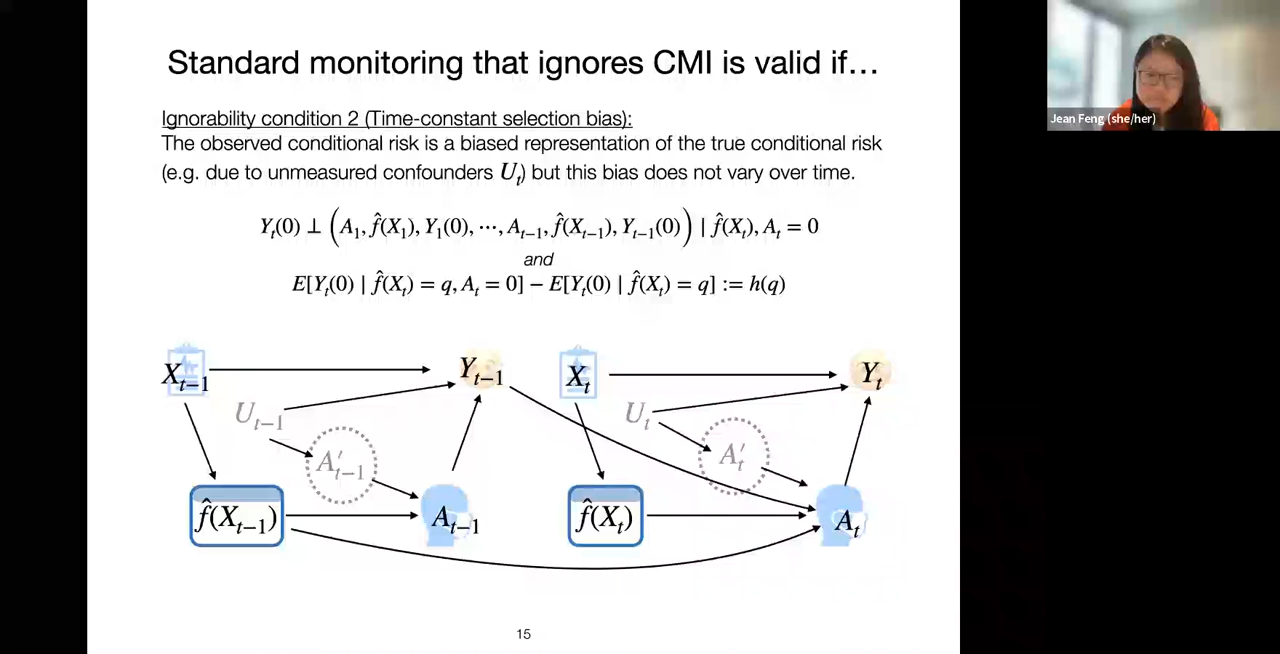 Standard monitoring that ignores CMI is valid if…
Jean Feng (she/her)
Ignorability condition 2 (Time-constant selection bias):
The observed conditional risk is a biased representation of the true conditional risk
(e.g. due to unmeasured confounders U_t) but this bias does not vary over time.
Y_t(0) ⊥ (A_1, f̂(X_1), Y_1(0), ⋯, A_{t−1}, f̂(X_{t−1}), Y_{t−1}(0)) | f̂(X_t), A_t = 0
and
E[Y_t(0) | f̂(X_t) = q, A_t = 0] − E[Y_t(0) | f̂(X_t) = q] := h(q)
X_{t−1}
Y_{t−1}
X_t
Y_t
U_{t−1}
U_t
A′_{t−1}
A′_t
f̂(X_{t−1})
A_{t−1}
f̂(X_t)
A_t
15